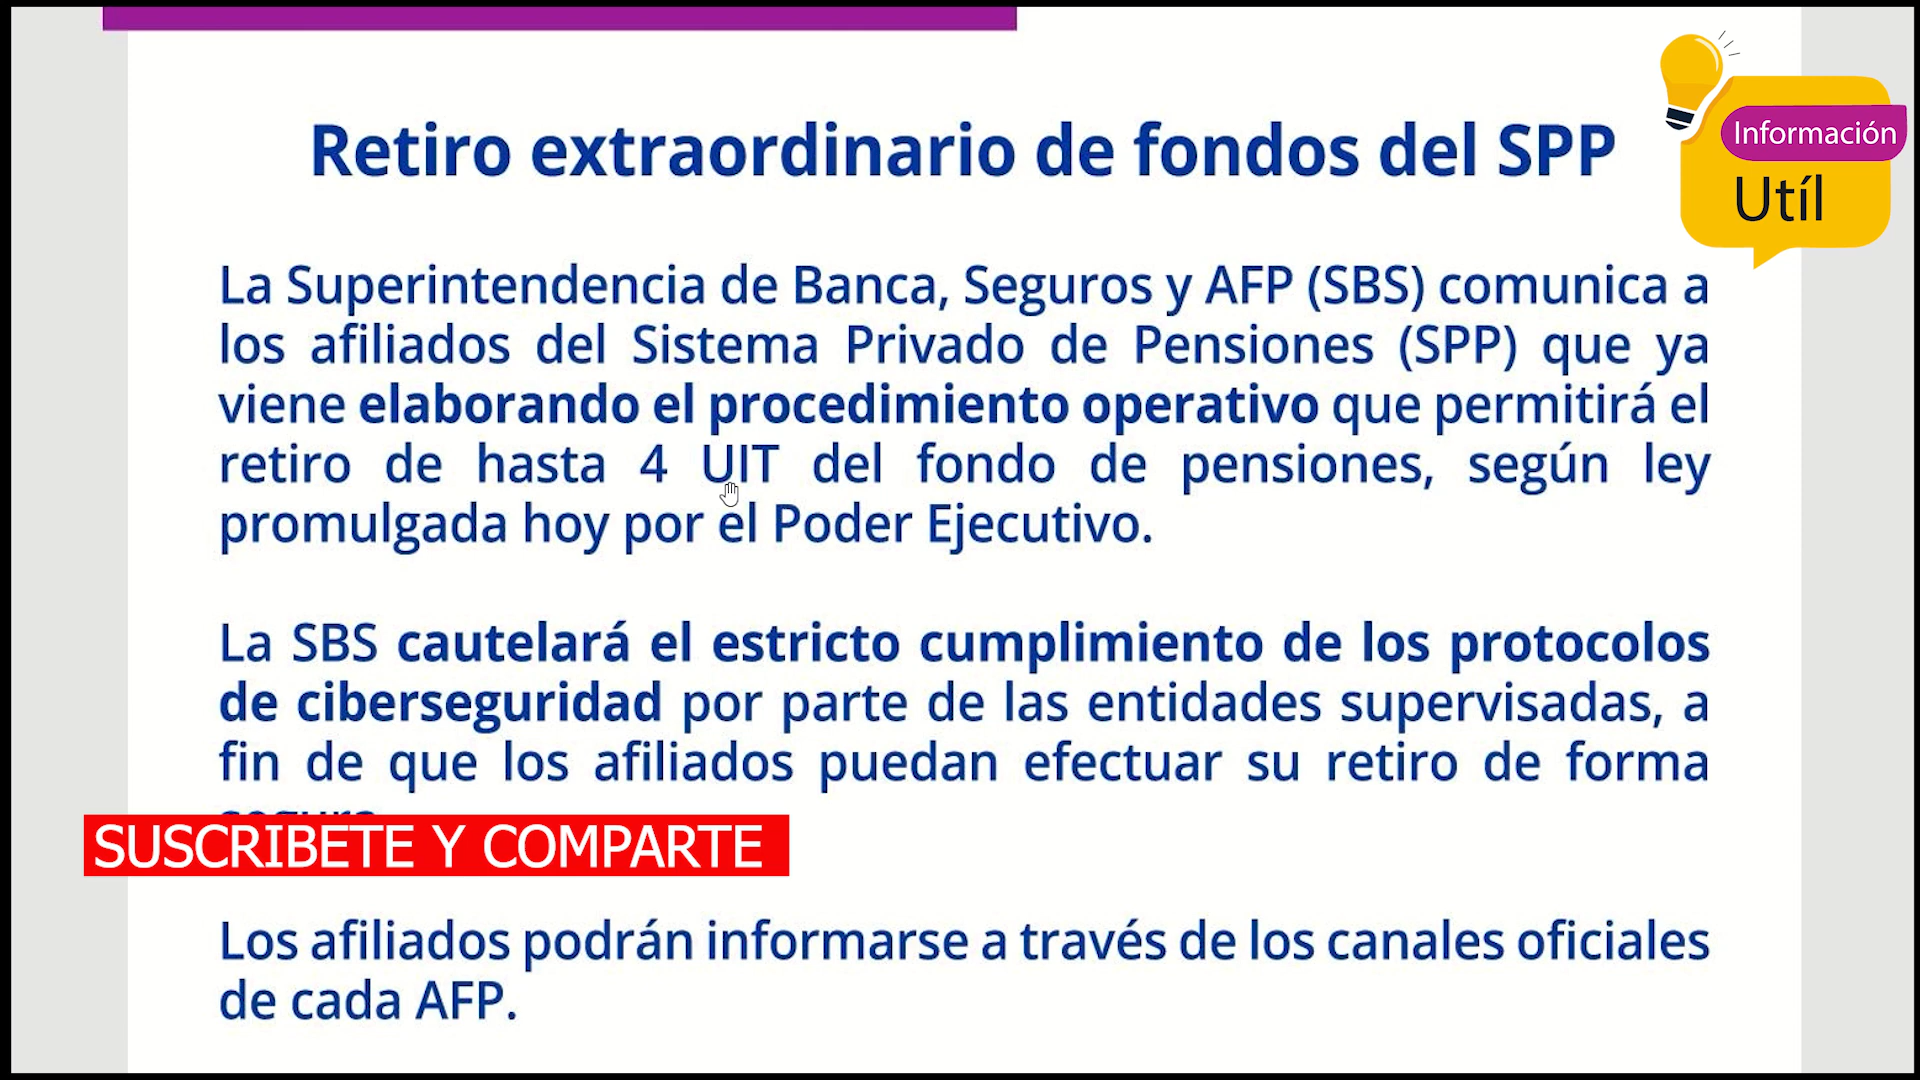 Retiro extraordinario de fondos del SPP
Información
Utíl
La Superintendencia de Banca, Seguros y AFP (SBS) comunica a
los afiliados del Sistema Privado de Pensiones (SPP) que ya
viene elaborando el procedimiento operativo que permitirá el
retiro de hasta 4 UIT del fondo de pensiones, según ley
promulgada hoy por el Poder Ejecutivo.
La SBS cautelará el estricto cumplimiento de los protocolos
de ciberseguridad por parte de las entidades supervisadas, a
fin de que los afiliados puedan efectuar su retiro de forma
SUSCRIBETE Y COMPARTE
Los afiliados podrán informarse a través de los canales oficiales
de cada AFP.